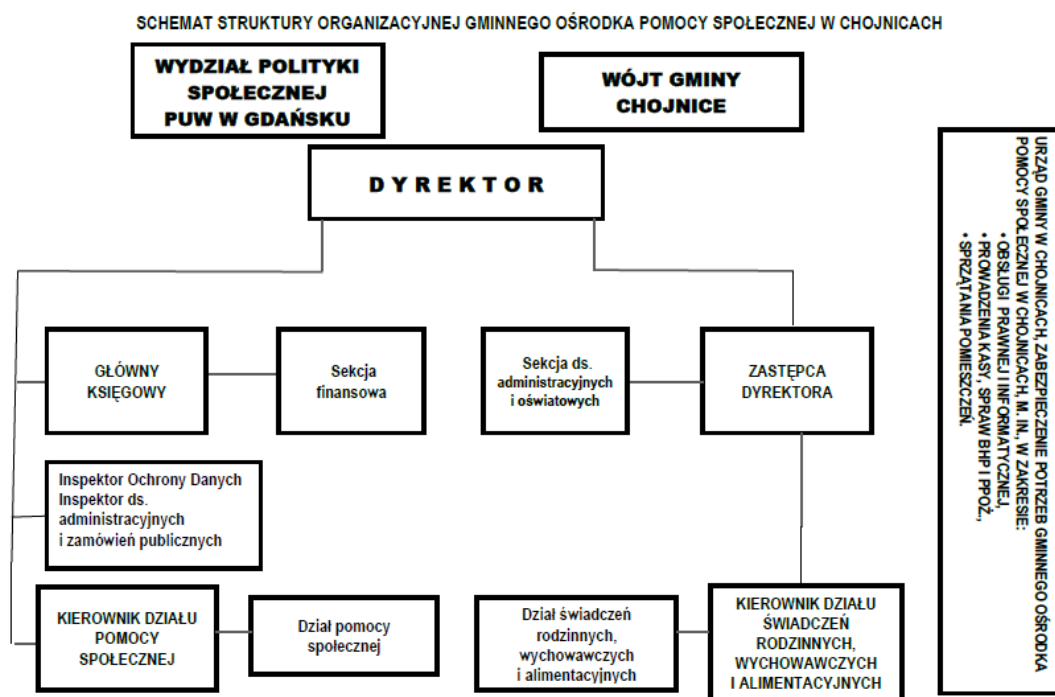 SCHEMAT STRUKTURY ORGANIZACYJNEJ GMINNEGO OŚRODKA POMOCY SPOŁECZNEJ W CHOJNICACH
WYDZIAŁ POLITYKI
SPOŁECZNEJ
PUW W GDAŃSKU
WÓJT GMINY
CHOJNICE
DYREKTOR
GŁÓWNY
KSIĘGOWY
Sekcja
finansowa
Sekcja ds.
administracyjnych
i oświatowych
ZASTĘPCA
DYREKTORA
Inspektor Ochrony Danych
Inspektor ds.
administracyjnych
i zamówień publicznych
KIEROWNIK DZIAŁU
POMOCY
SPOŁECZNEJ
Dział pomocy
społecznej
Dział świadczeń
rodzinnych,
wychowawczych
i alimentacyjnych
KIEROWNIK DZIAŁU
ŚWIADCZEŃ
RODZINNYCH,
WYCHOWAWCZYCH
I ALIMENTACYJNYCH
URZĄD GMINY W CHOJNICACH, ZABEZPIECZENIE POTRZEB GMINNEGO OŚRODKA
POMOCY SPOŁECZNEJ W CHOJNICACH, M. IN., W ZAKRESIE:
• OBSŁUGI PRAWNEJ I INFORMATYCZNEJ,
• PROWADZENIA KASY, SPRAW BHP I PPOŻ.,
• SPRZĄTANIA POMIESZCZEŃ.